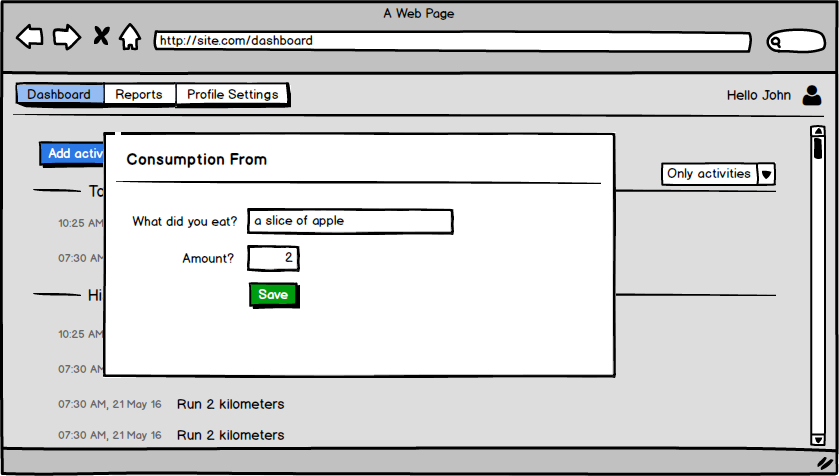 A Web Page
http://site.com/dashboard
Dashboard Reports Profile Settings
Hello John
Add activ
Consumption From
Only activities
To
What did you eat? a slice of apple
10:25 AM
Amount? 2
07:30 AM
Save
Hi
10:25 AM
07:30 AM
07:30 AM, 21 May 16 Run 2 kilometers
07:30 AM, 21 May 16 Run 2 kilometers